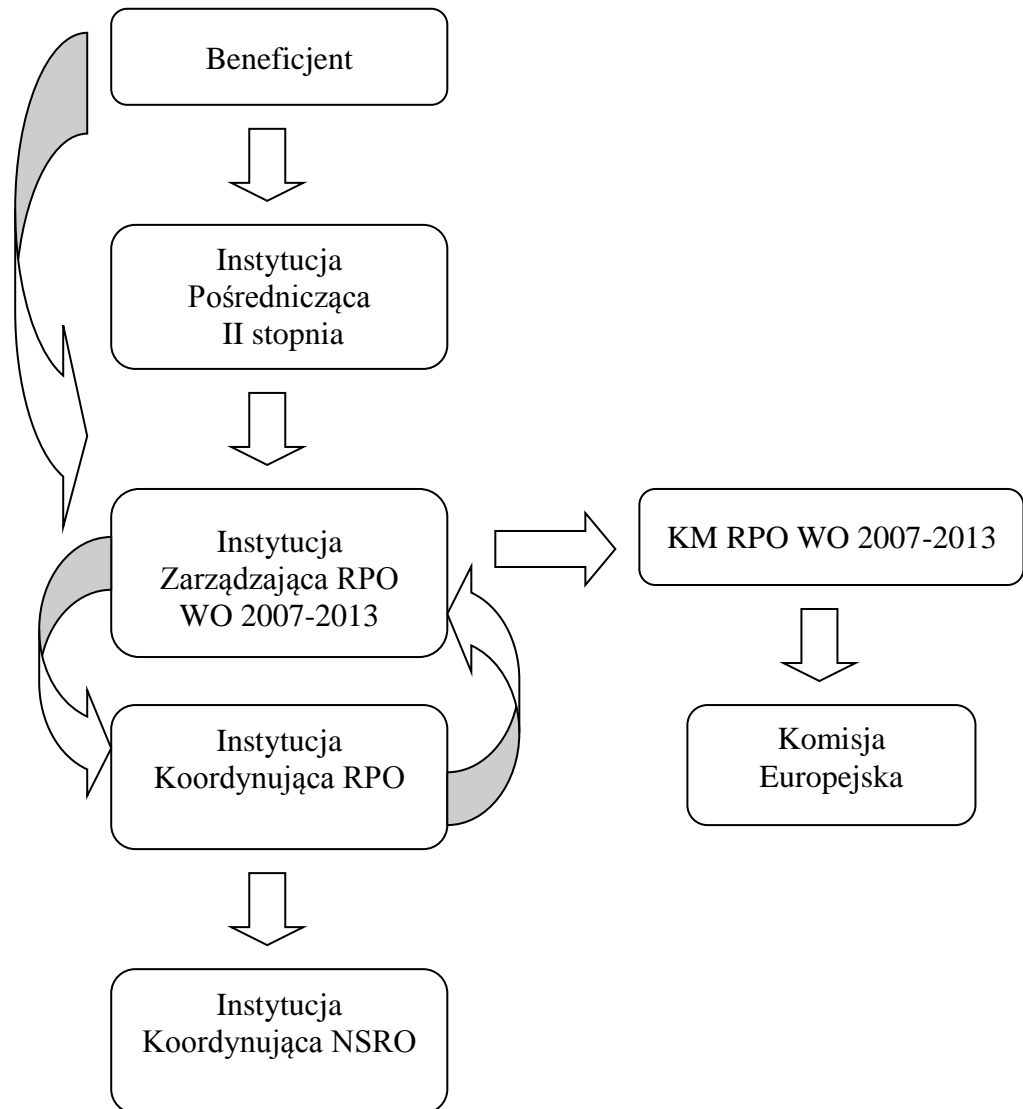 Beneficjent
Instytucja
Pośrednicząca
II stopnia
Instytucja
Zarządzająca RPO
WO 2007-2013
KM RPO WO 2007-2013
Instytucja
Koordynująca RPO
Komisja
Europejska
Instytucja
Koordynująca NSRO